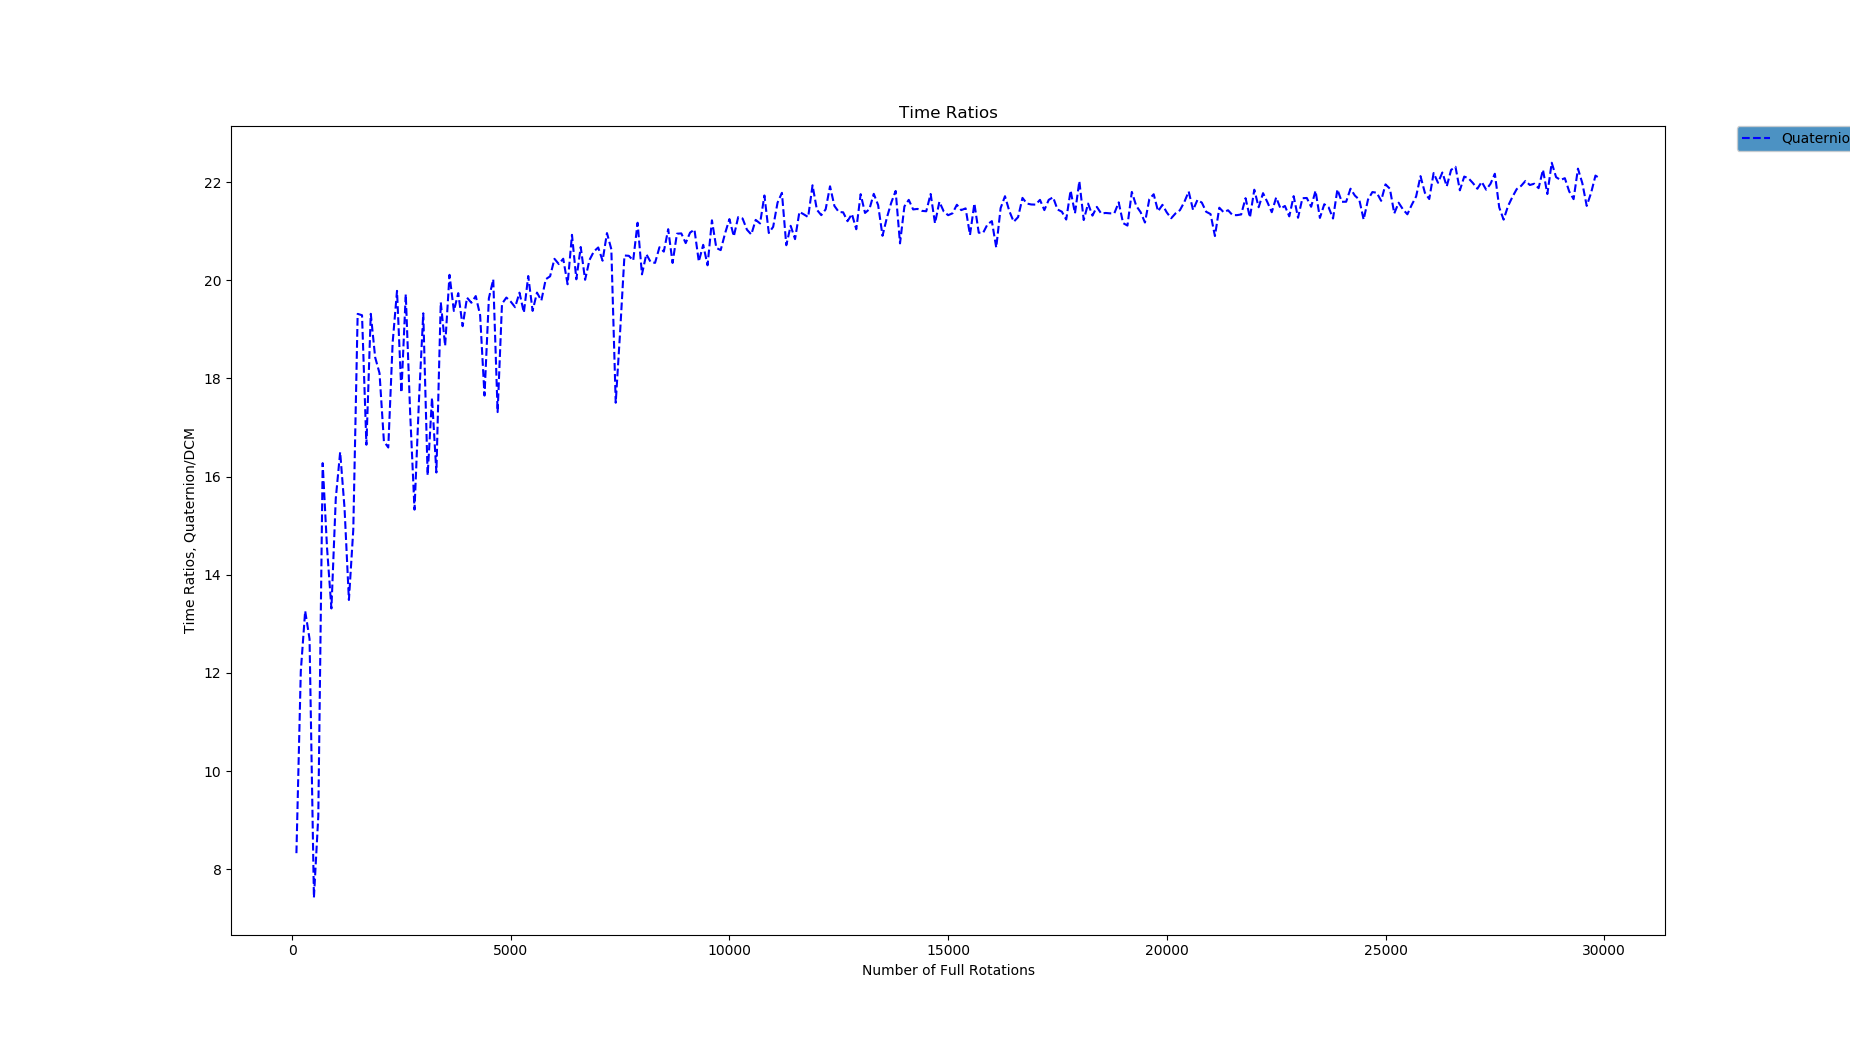 Time Ratios
Quaternio
22
20
18
16
14
12
10
8
Time Ratios, Quaternion/DCM
0 5000 10000 15000 20000 25000 30000
Number of Full Rotations